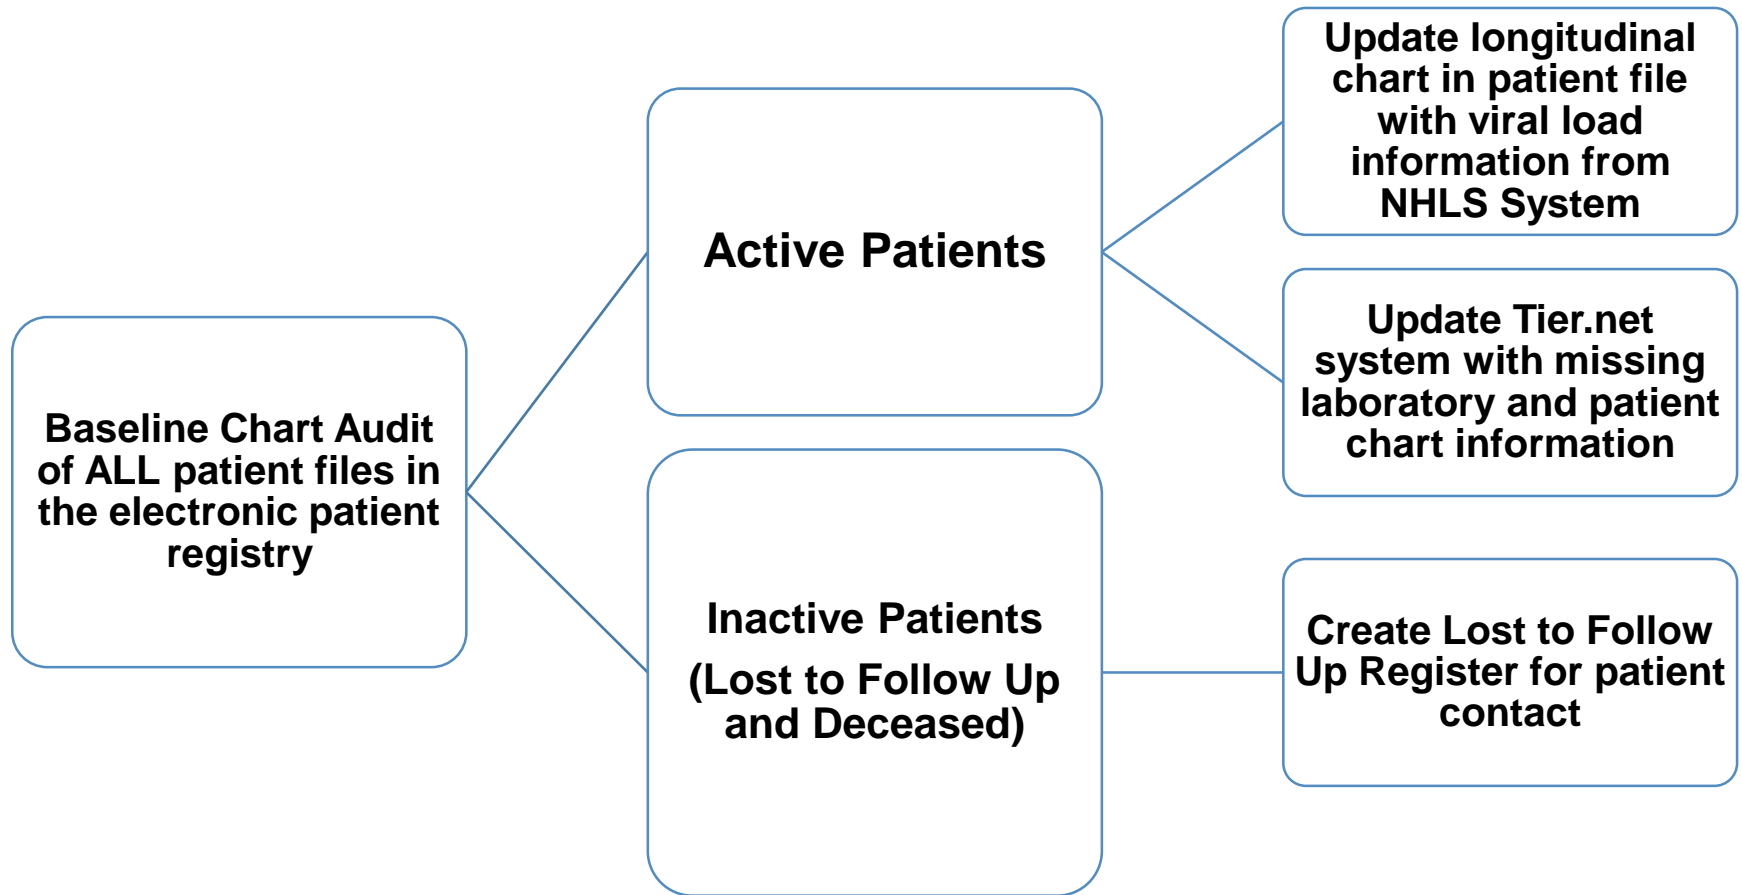 Baseline Chart Audit
of ALL patient files in
the electronic patient
registry
Active Patients
Inactive Patients
(Lost to Follow Up
and Deceased)
Update longitudinal
chart in patient file
with viral load
information from
NHLS System
Update Tier.net
system with missing
laboratory and patient
chart information
Create Lost to Follow
Up Register for patient
contact